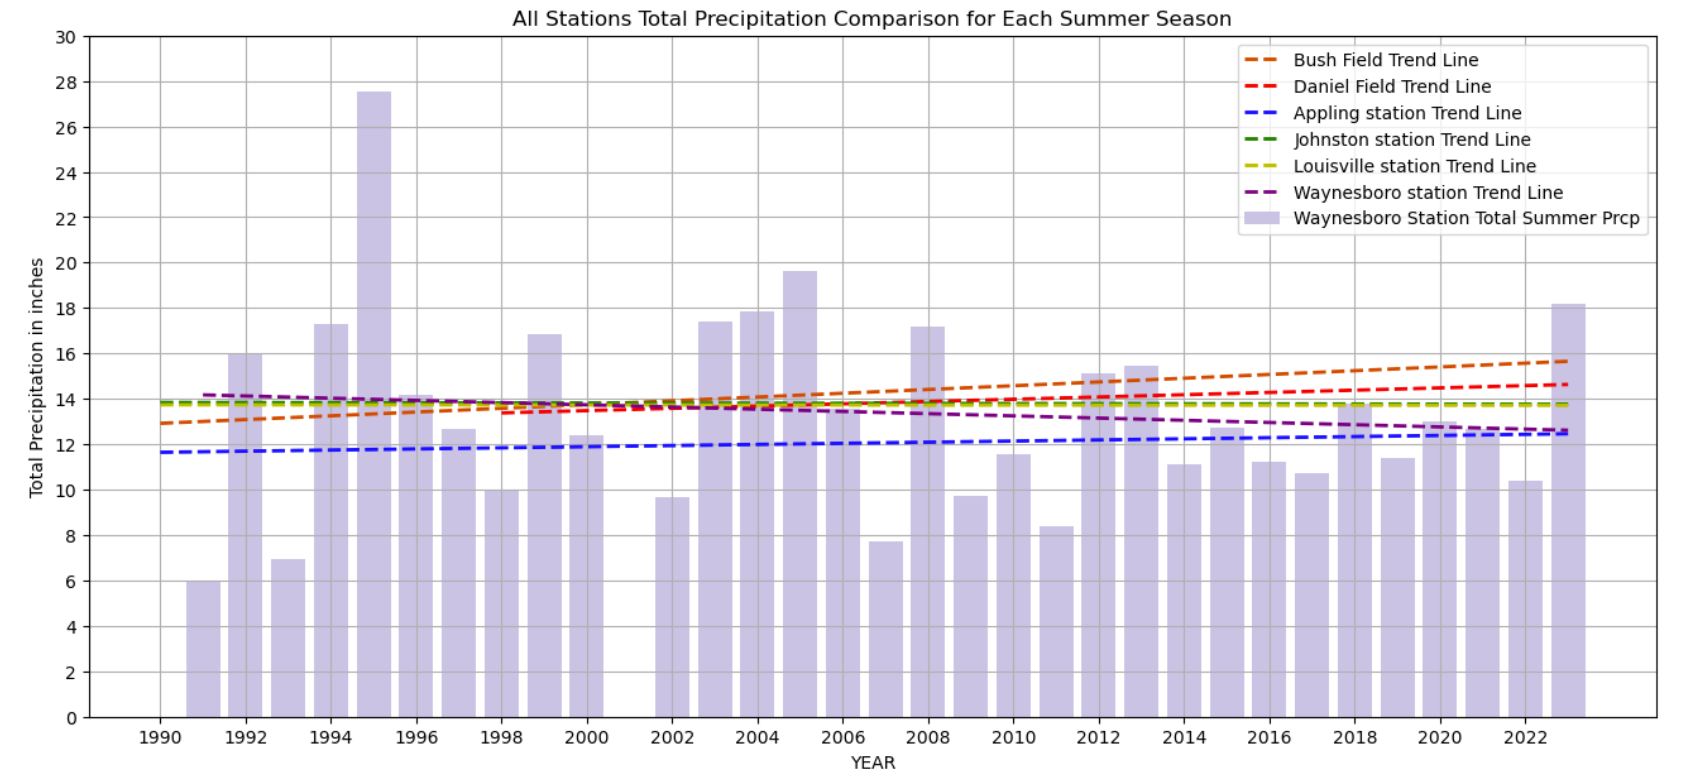 All Stations Total Precipitation Comparison for Each Summer Season
30
28
26
24
22
20
18
16
14
12
10
8
6
4
2
0
Total Precipitation in inches
Bush Field Trend Line
Daniel Field Trend Line
Appling station Trend Line
Johnston station Trend Line
Louisville station Trend Line
Waynesboro station Trend Line
Waynesboro Station Total Summer Prcp
1990 1992 1994 1996 1998 2000 2002 2004 2006 2008 2010 2012 2014 2016 2018 2020 2022
YEAR